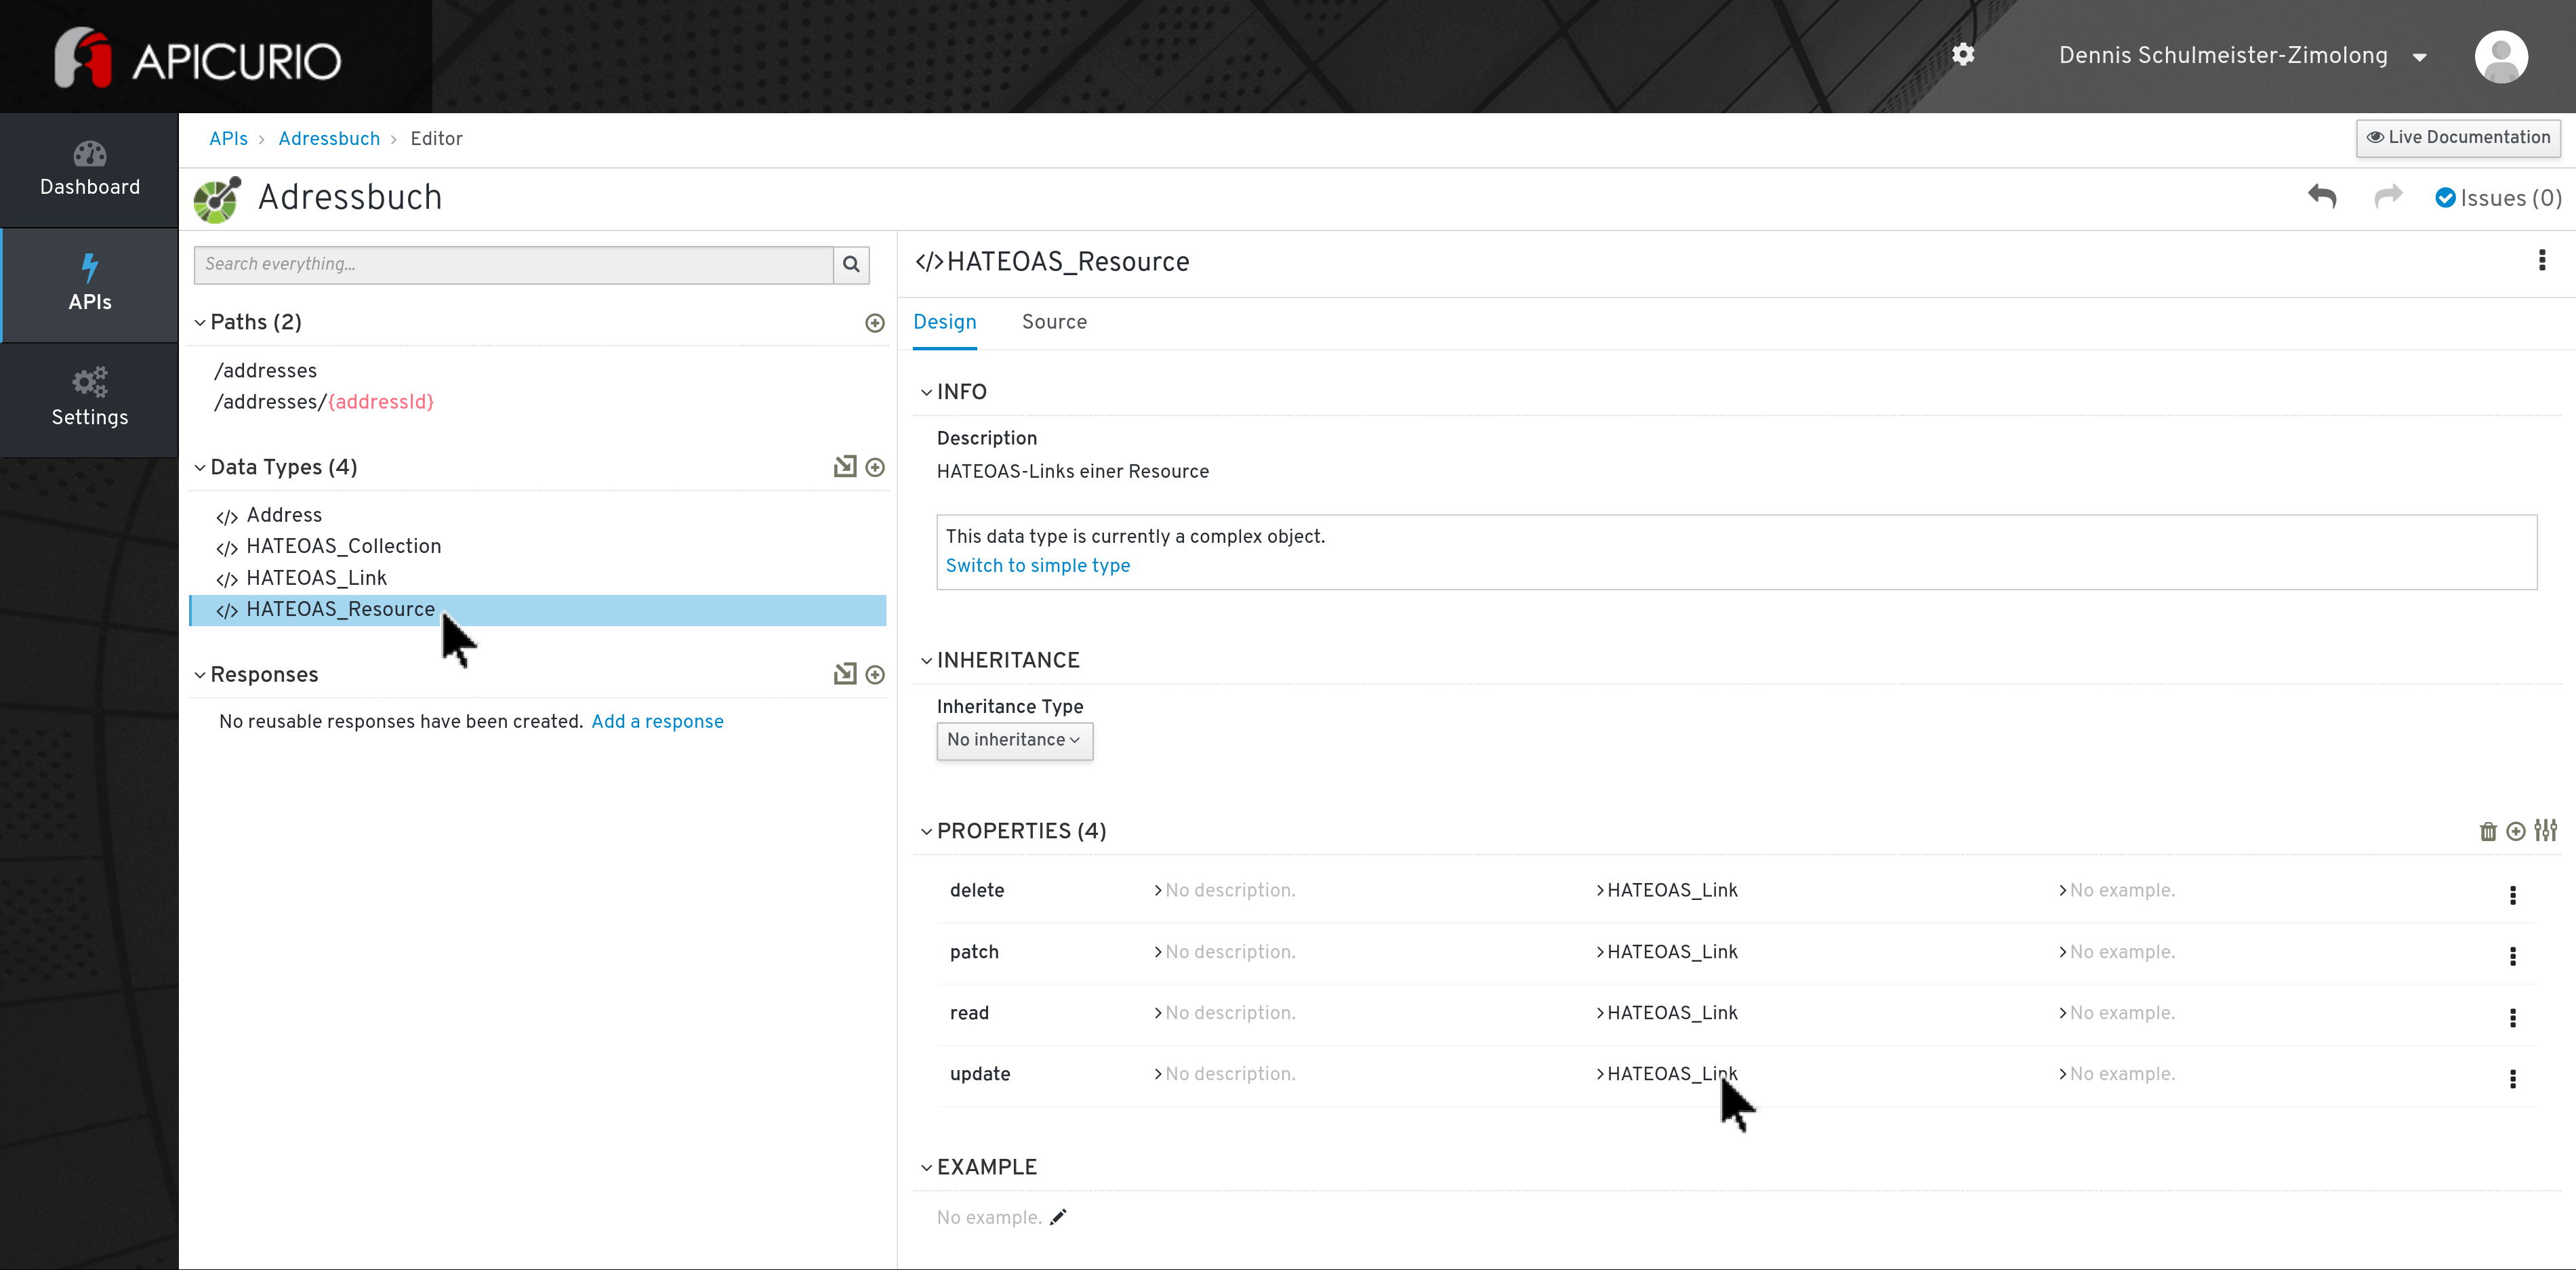 APICURIO
Dennis Schulmeister-Zimolong
Dashboard
APIs
Settings
APIs > Adressbuch > Editor
Live Documentation
Adressbuch
Issues (0)
Search everything...
Paths (2)
/addresses
/addresses/{addressId}
Data Types (4)
</> Address
</> HATEOAS_Collection
</> HATEOAS_Link
</> HATEOAS_Resource
Responses
No reusable responses have been created. Add a response
</>HATEOAS_Resource
Design Source
INFO
Description
HATEOAS-Links einer Resource
This data type is currently a complex object.
Switch to simple type
INHERITANCE
Inheritance Type
No inheritance
PROPERTIES (4)
delete >No description. >HATEOAS_Link >No example.
patch >No description. >HATEOAS_Link >No example.
read >No description. >HATEOAS_Link >No example.
update >No description. >HATEOAS_Link >No example.
EXAMPLE
No example.